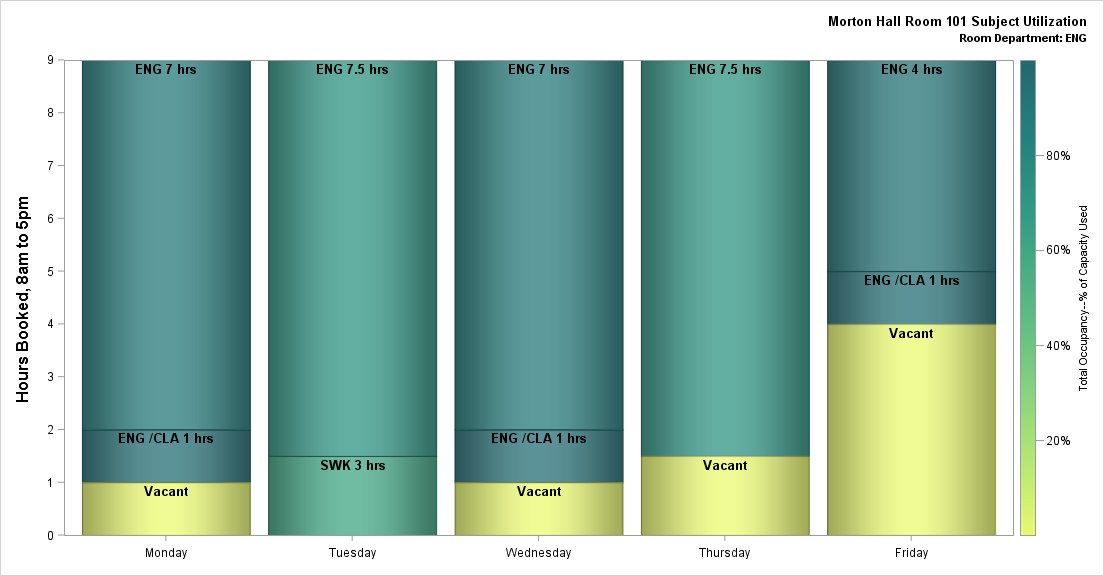 Morton Hall Room 101 Subject Utilization
Room Department: ENG
Hours Booked, 8am to 5pm
9
8
7
6
5
4
3
2
1
0
ENG 7 hrs
ENG /CLA 1 hrs
Vacant
ENG 7.5 hrs
SWK 3 hrs
ENG 7 hrs
ENG /CLA 1 hrs
Vacant
ENG 7.5 hrs
Vacant
ENG 4 hrs
ENG /CLA 1 hrs
Vacant
Monday
Tuesday
Wednesday
Thursday
Friday
80%
60%
40%
20%
Total Occupancy--% of Capacity Used